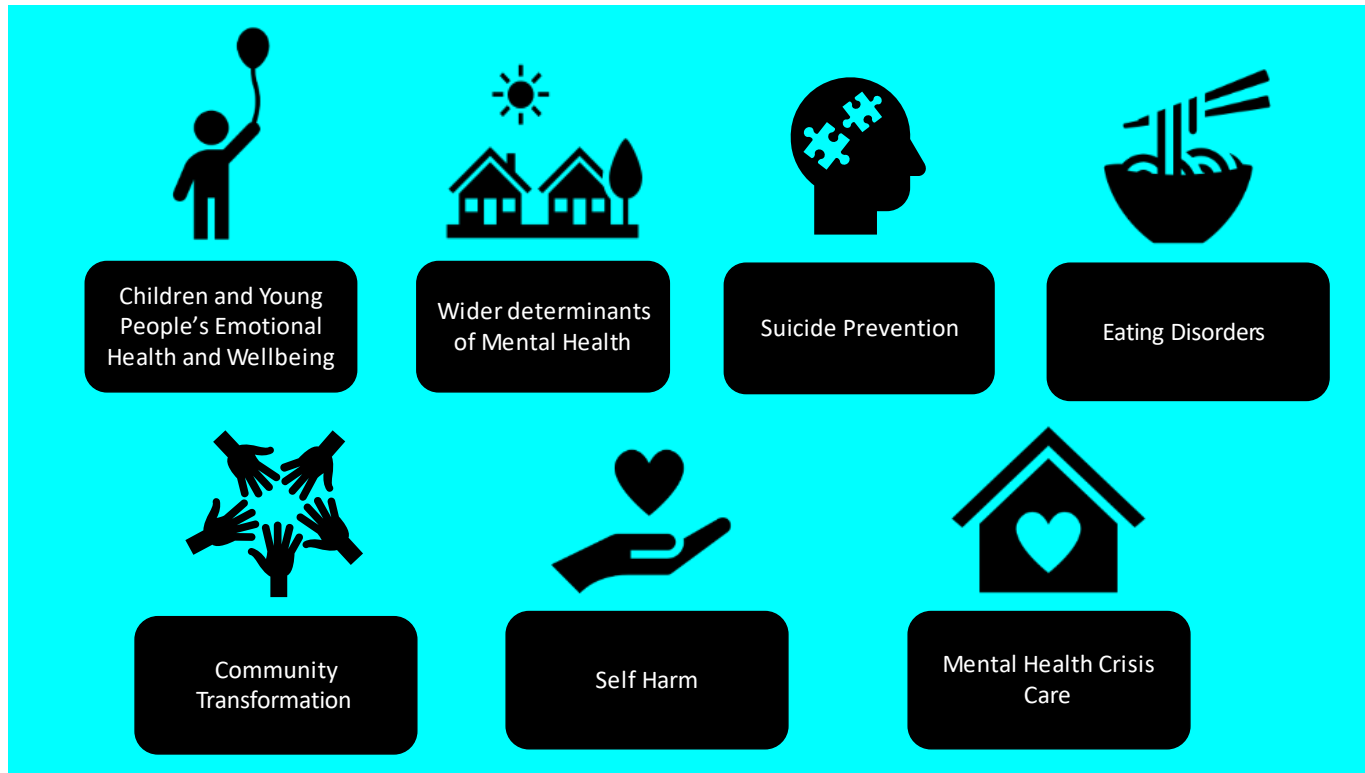 Children and Young
People’s Emotional
Health and Wellbeing
Wider determinants
of Mental Health
Suicide Prevention
Eating Disorders
Community
Transformation
Self Harm
Mental Health Crisis
Care